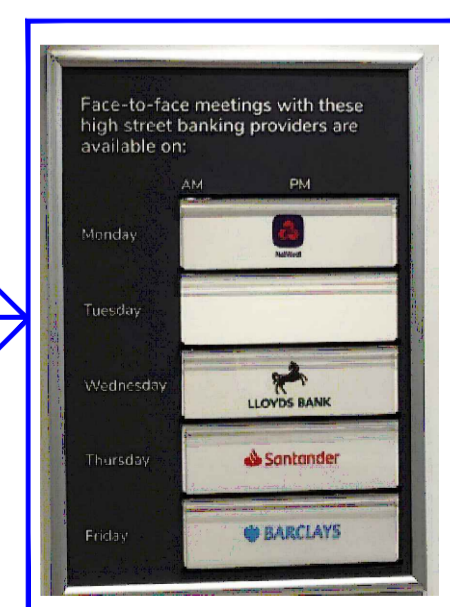 Face-to-face meetings with these
high street banking providers are
available on:
AM PM
Monday NatWest
Tuesday
Wednesday LLOYDS BANK
Thursday Santander
Friday BARCLAYS